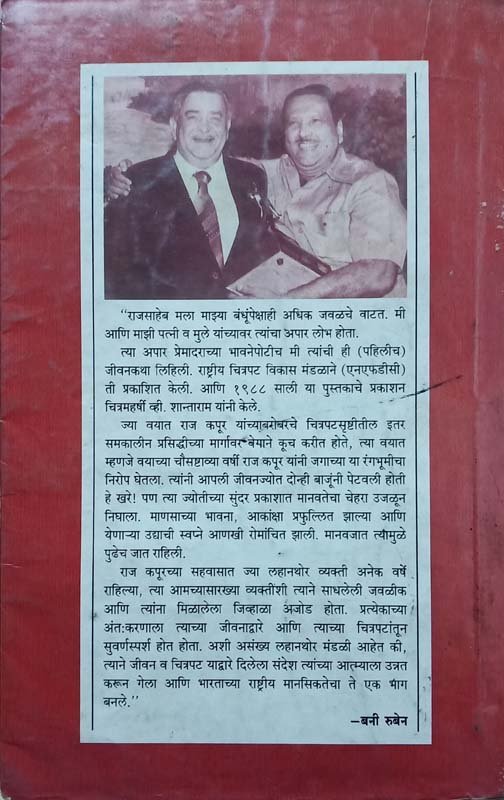 “राजसाहेब मला माझ्या बंधूंपेक्षाही अधिक जवळचे वाटत. मी
आणि माझी पत्नी व मुले यांच्यावर त्यांचा अपार लोभ होता.
त्या अपार प्रेमादराच्या भावनेपोटीच मी त्यांची ही (पहिलीच)
जीवनकथा लिहिली. राष्ट्रीय चित्रपट विकास मंडळाने (एनएफडीसी)
ती प्रकाशित केली. आणि १९८८ साली या पुस्तकाचे प्रकाशन
चित्रमहर्षी व्ही. शान्ताराम यांनी केले.
ज्या वयात राज कपूर यांच्याबरोबरचे चित्रपटसृष्टीतील इतर
समकालीन प्रसिद्धीच्या मार्गावर बेमाने कूच करीत होते, त्या वयात
म्हणजे वयाच्या चौसष्टाव्या वर्षी राज कपूर यांनी जगाच्या या रंगभूमीचा
निरोप घेतला. त्यांनी आपली जीवनज्योत दोन्ही बाजूंनी पेटवली होती
हे खरे! पण त्या ज्योतीच्या सुंदर प्रकाशात मानवतेचा चेहरा उजळून
निघाला. माणसाच्या भावना, आकांक्षा प्रफुल्लित झाल्या आणि
येणाऱ्या उद्याची स्वप्ने आणखी रोमांचित झाली. मानवजात त्यामुळे
पुढेच जात राहिली.
राज कपूरच्या सहवासात ज्या लहानथोर व्यक्ती अनेक वर्षे
राहिल्या, त्या आमच्यासारख्या व्यक्तींशी त्याने साधलेली जवळीक
आणि त्यांना मिळालेला जिव्हाळा अजोड होता. प्रत्येकाच्या
अंतःकरणाला त्याच्या जीवनाद्वारे आणि त्याच्या चित्रपटांतून
सुवर्णस्पर्श होत होता. अशी असंख्य लहानथोर मंडळी आहेत की,
त्याने जीवन व चित्रपट याद्वारे दिलेला संदेश त्यांच्या आत्म्याला उन्नत
करून गेला आणि भारताच्या राष्ट्रीय मानसिकतेचा ते एक भाग
बनले.”
–बनी रुबेन